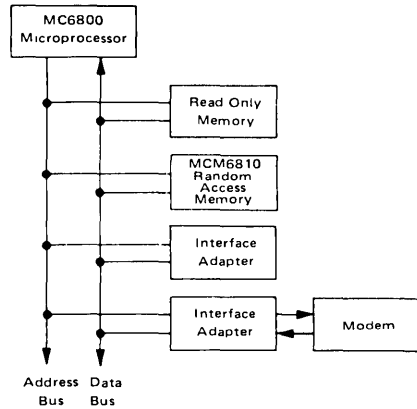 MC6800
Microprocessor
Read Only
Memory
MCM6810
Random
Access
Memory
Interface
Adapter
Interface
Adapter
Modem
Address
Bus
Data
Bus